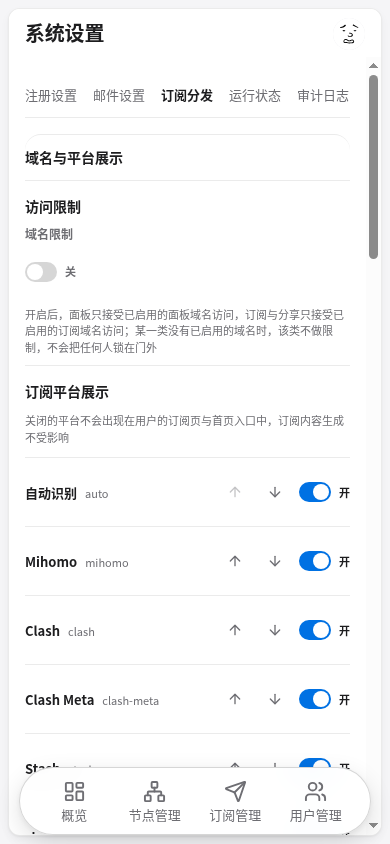 系统设置
注册设置 邮件设置 订阅分发 运行状态 审计日志
域名与平台展示
访问限制
域名限制
关
开启后，面板只接受已启用的面板域名访问，订阅与分享只接受已
启用的订阅域名访问；某一类没有已启用的域名时，该类不做限
制，不会把任何人锁在门外
订阅平台展示
关闭的平台不会出现在用户的订阅页与首页入口中，订阅内容生成
不受影响
自动识别 auto 开
Mihomo mihomo 开
Clash clash 开
Clash Meta clash-meta 开
概览 节点管理 订阅管理 用户管理